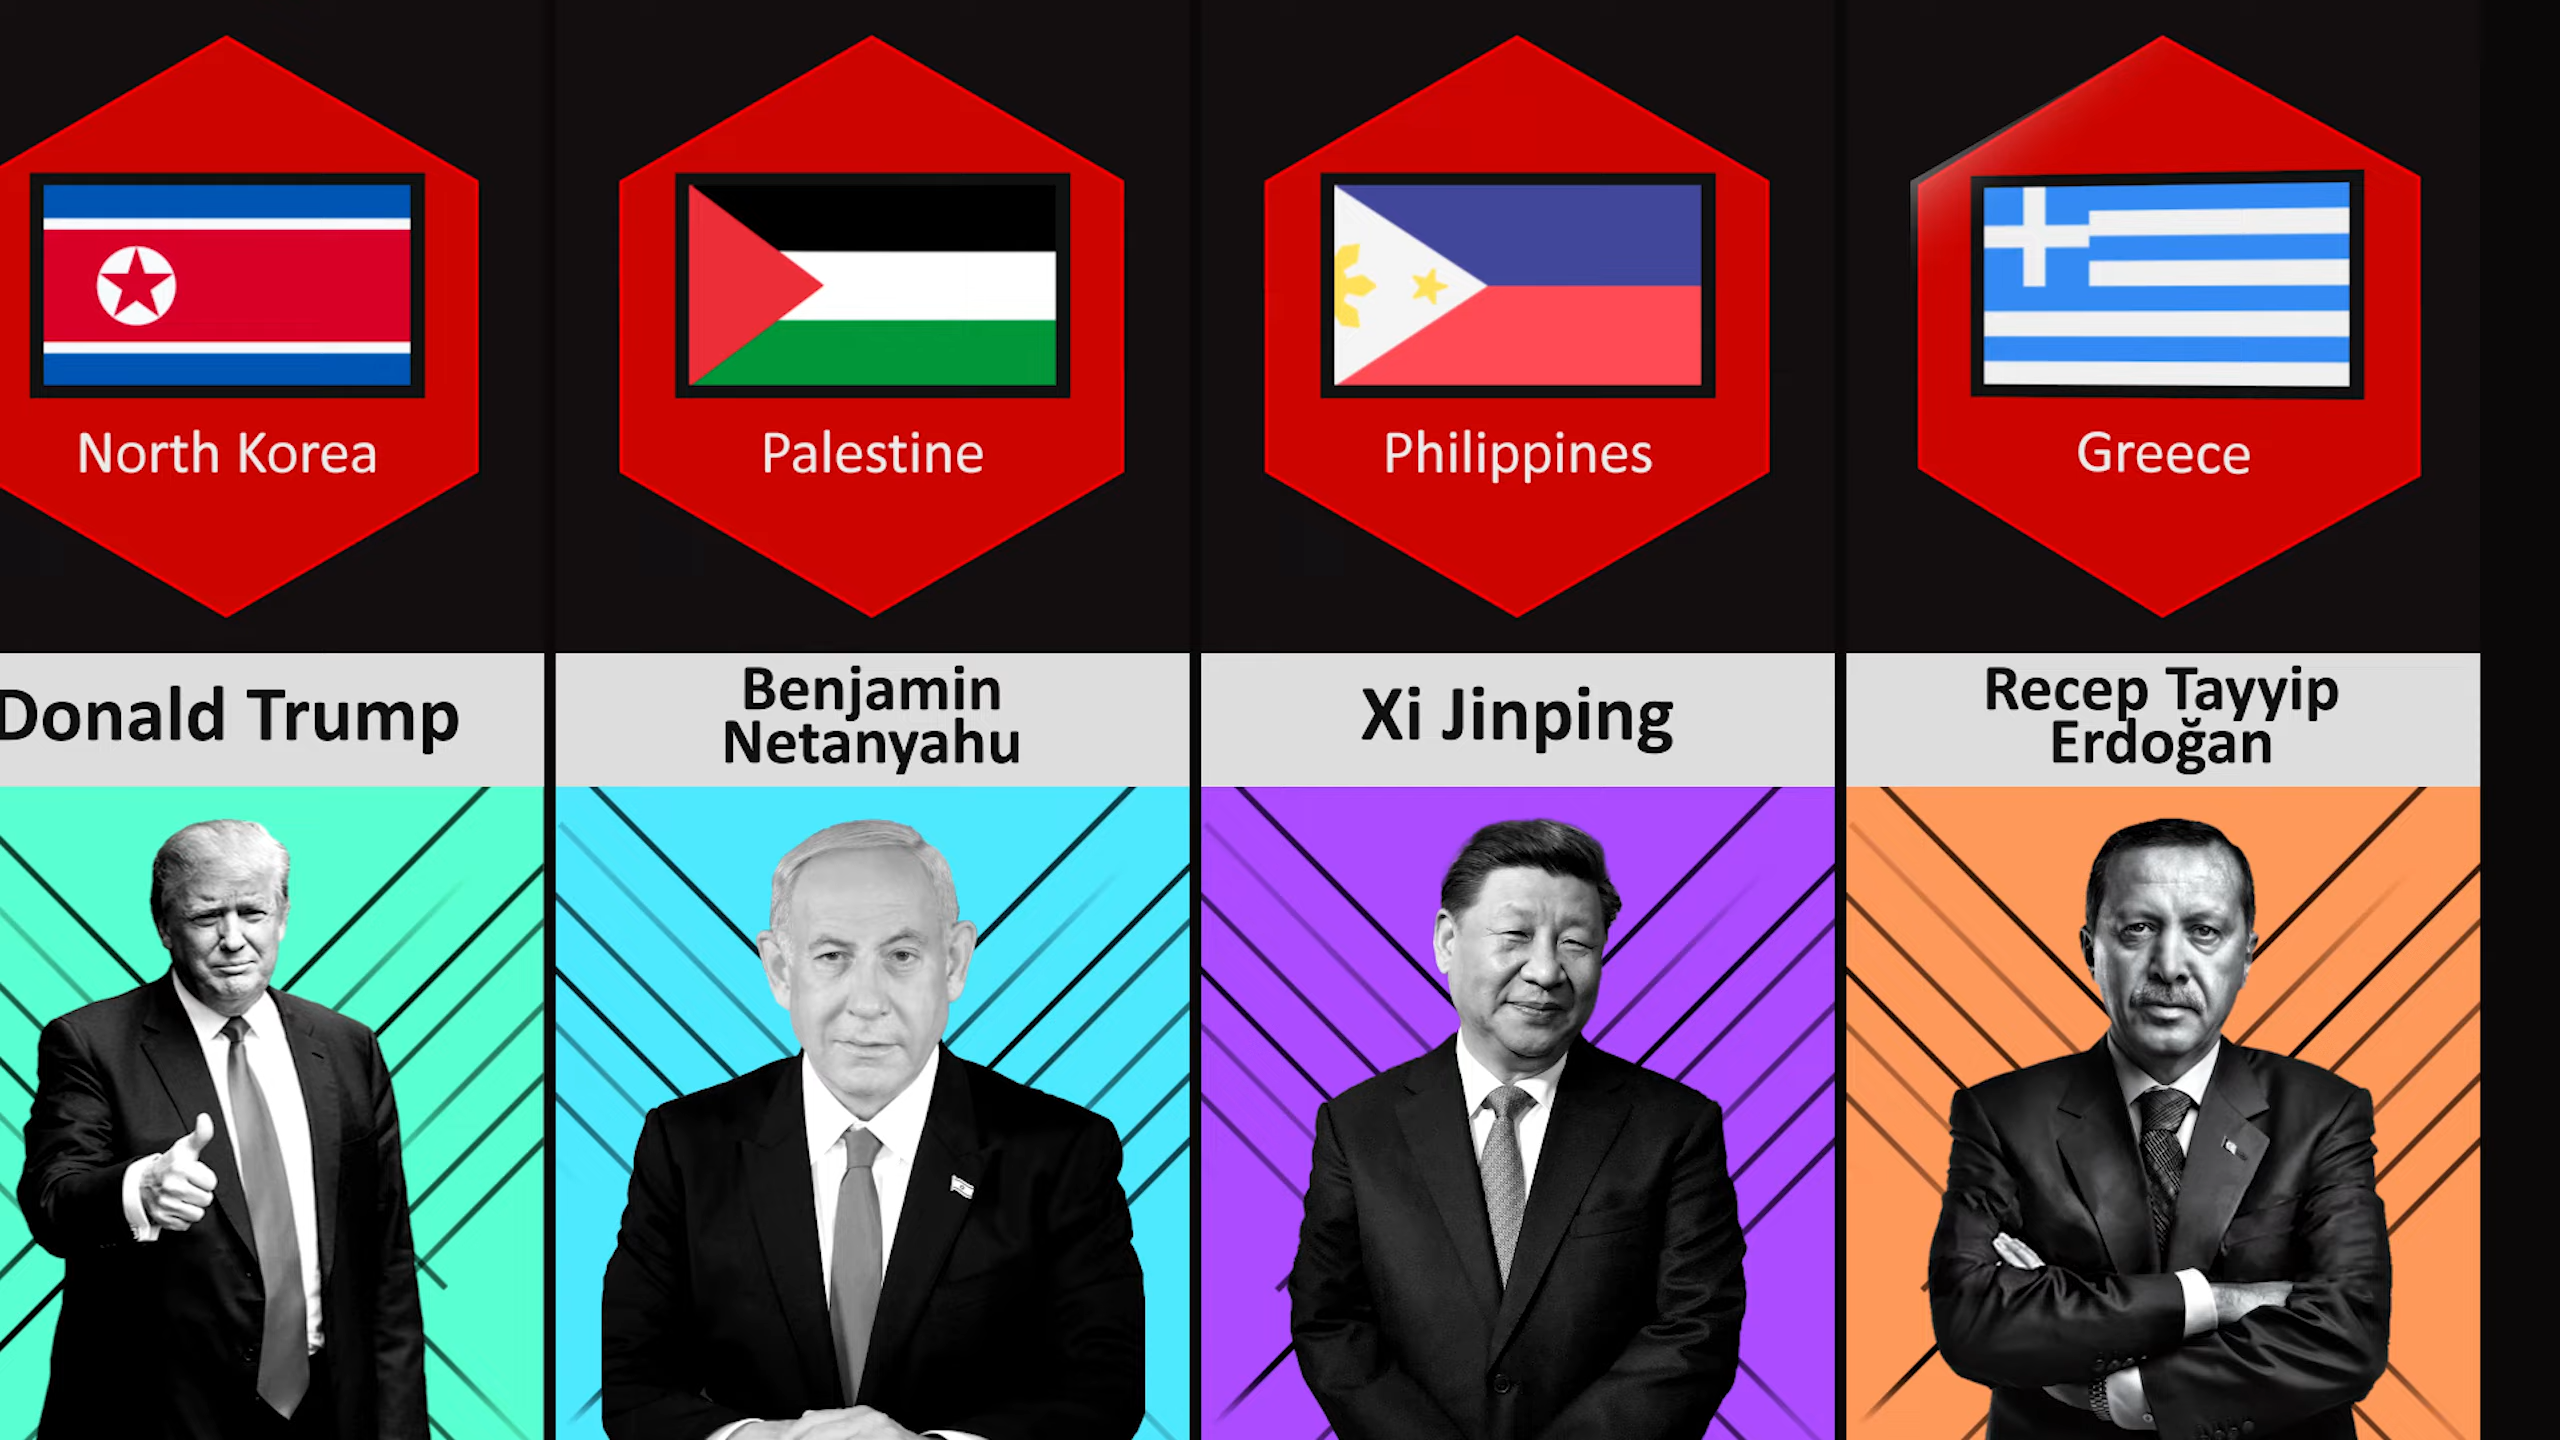 North Korea
Palestine
Philippines
Greece
Donald Trump
Benjamin
Netanyahu
Xi Jinping
Recep Tayyip
Erdoğan